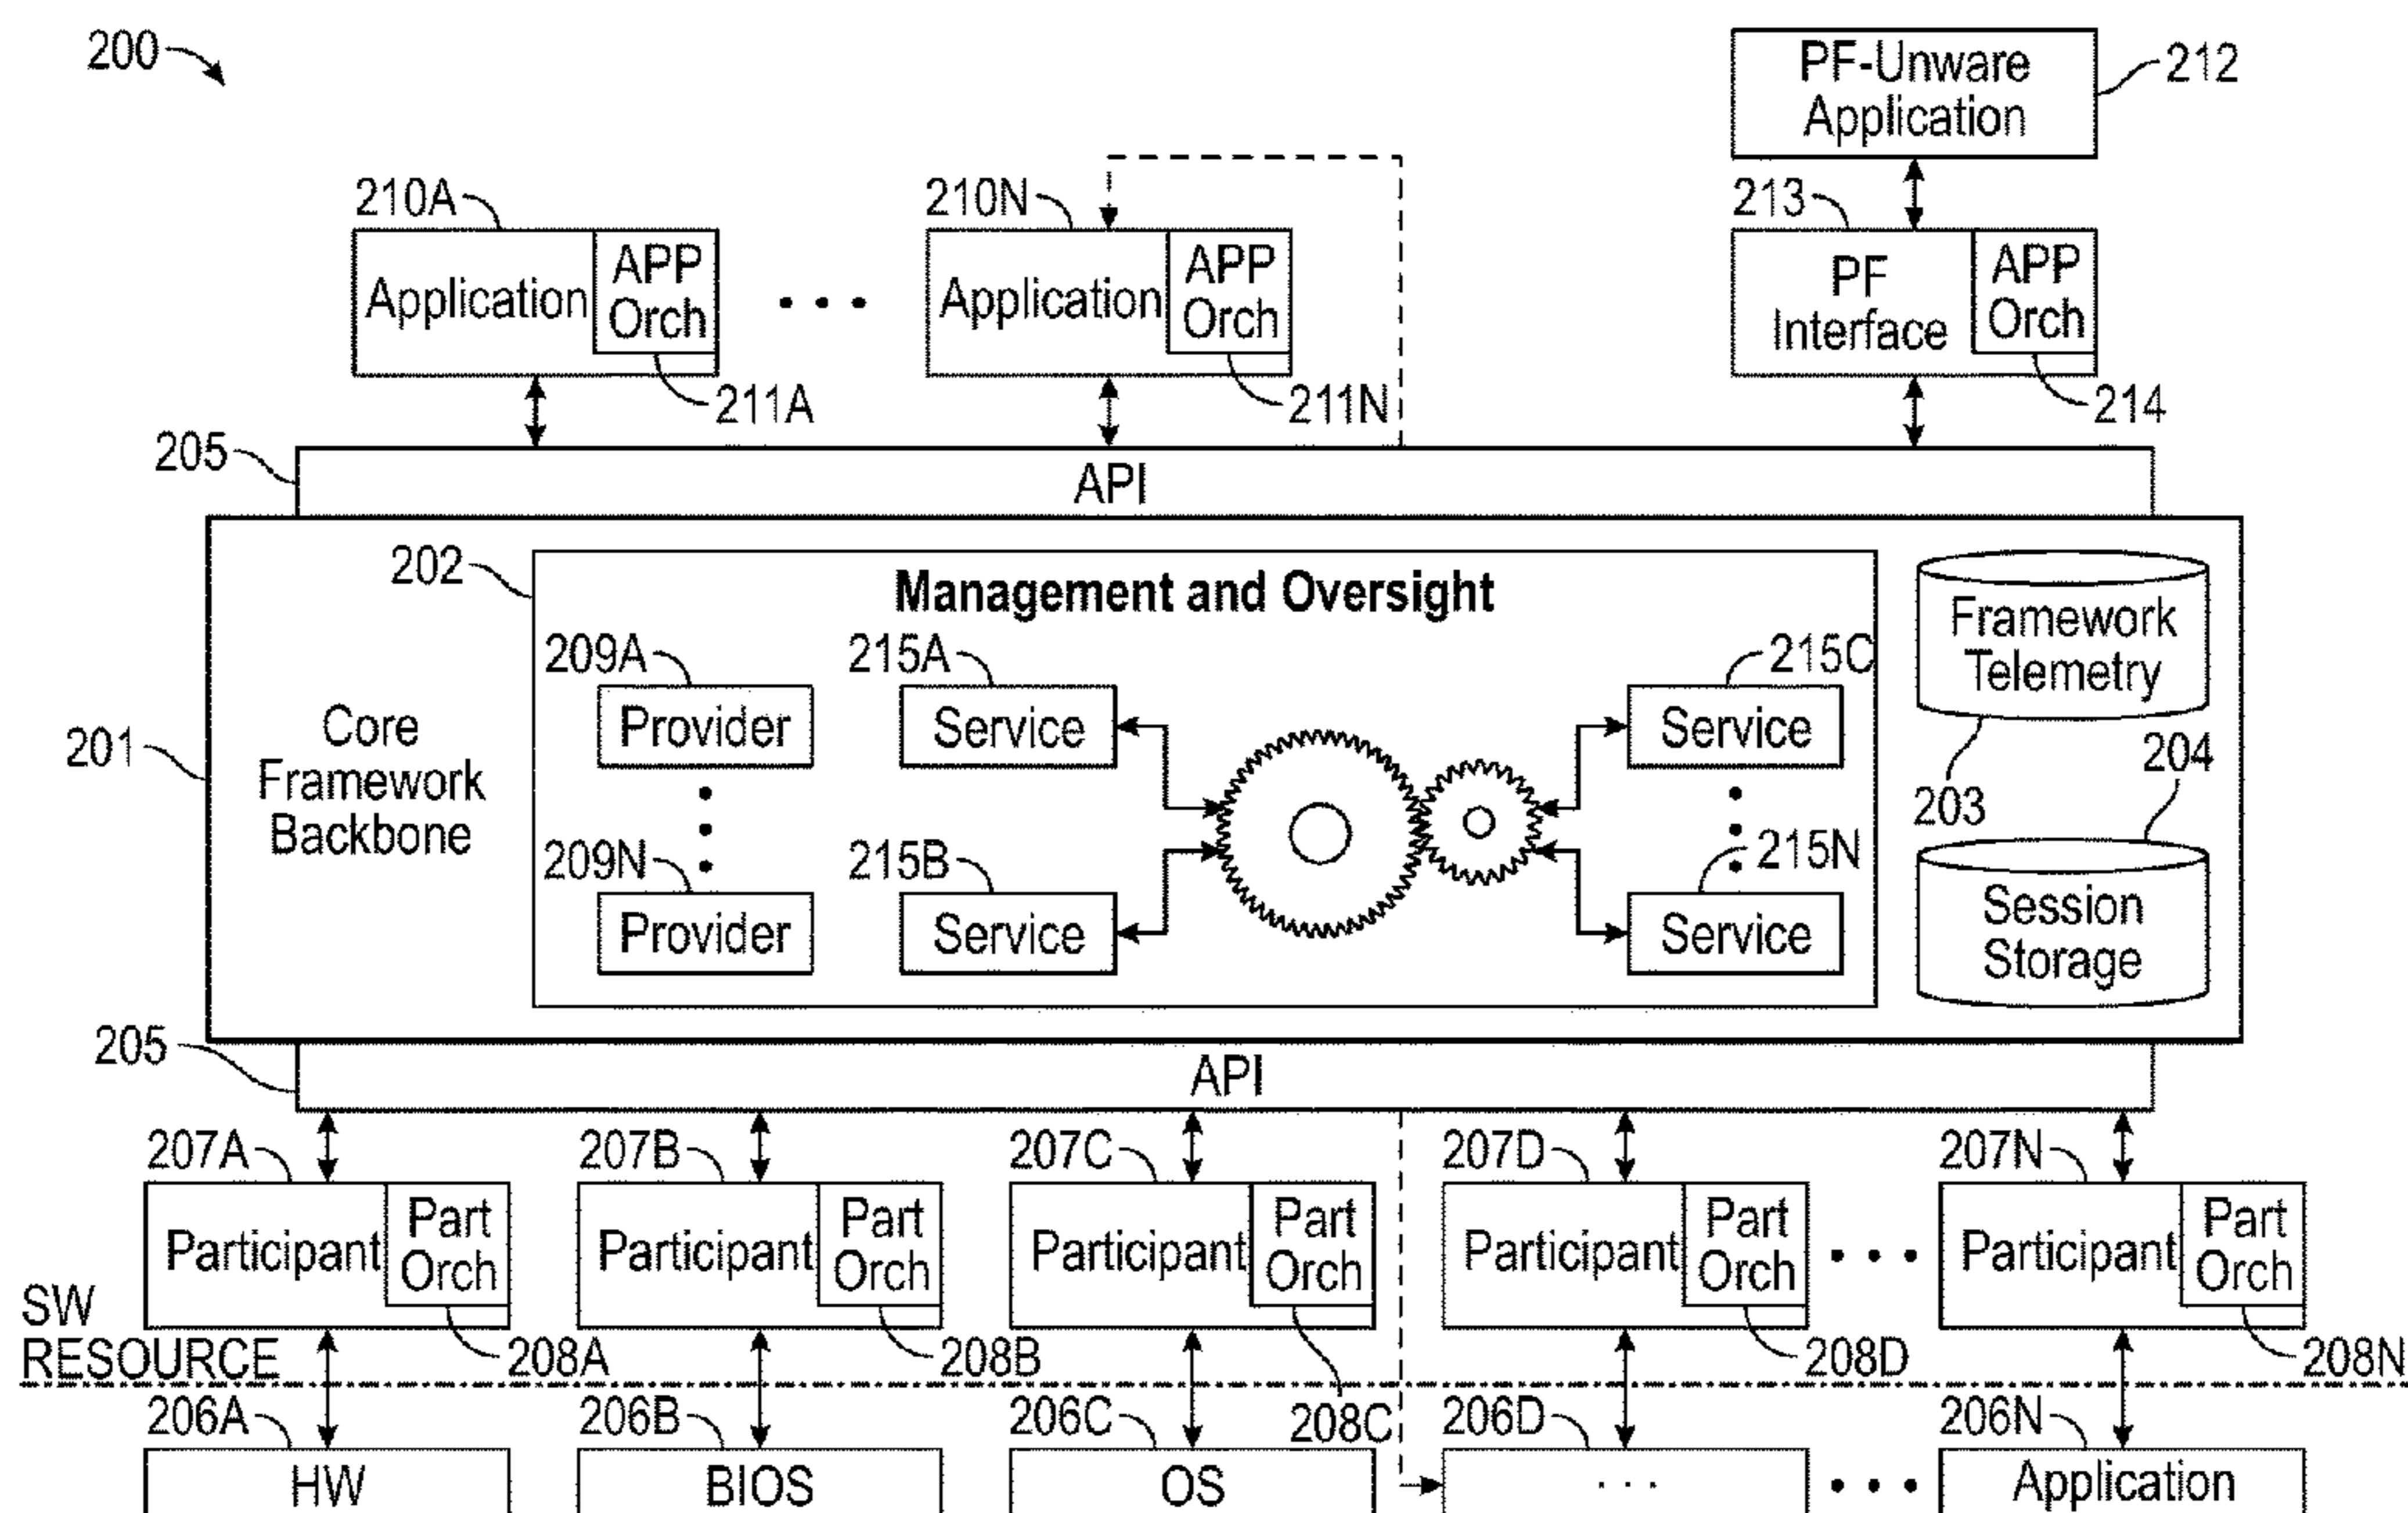 200
PF-Unware
Application
212
210A
210N
213
Application
APP
Orch
Application
APP
Orch
PF
Interface
APP
Orch
211A
211N
214
205
API
202
Management and Oversight
Framework
Telemetry
209A
215A
215C
Provider
Service
Service
201
Core
Framework
Backbone
203
204
209N
215B
215N
Provider
Service
Service
Session
Storage
205
API
207A
207B
207C
207D
207N
Participant
Part
Orch
Participant
Part
Orch
Participant
Part
Orch
Participant
Part
Orch
Participant
Part
Orch
SW
RESOURCE
208A
208B
208C
208D
208N
206A
206B
206C
206D
206N
HW
BIOS
OS
. . .
Application